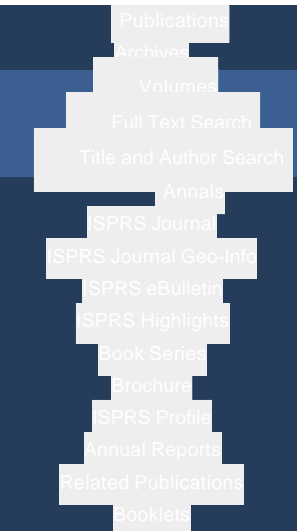 Publications
Archives
Volumes
Full Text Search
Title and Author Search
Annals
ISPRS Journal
ISPRS Journal Geo-Info
ISPRS eBulletin
ISPRS Highlights
Book Series
Brochure
ISPRS Profile
Annual Reports
Related Publications
Booklets